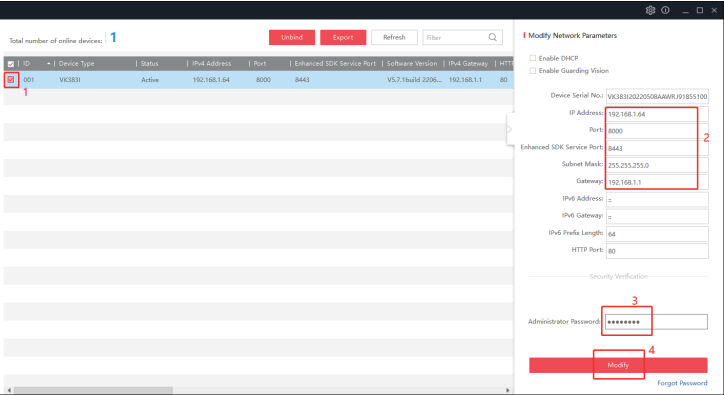 Total number of online devices: 1
Unbind
Export
Refresh
Filter
ID
Device Type
Status
IPv4 Address
Port
Enhanced SDK Service Port
Software Version
IPv4 Gateway
HTTP
001
VK383I
Active
192.168.1.64
8000
8443
V5.7.1build 2206...
192.168.1.1
80
1
Modify Network Parameters
Enable DHCP
Enable Guarding Vision
Device Serial No.: VK383I20220508AAWRJ91855100
IP Address: 192.168.1.64
Port: 8000
2
Enhanced SDK Service Port: 8443
Subnet Mask: 255.255.255.0
Gateway: 192.168.1.1
IPv6 Address: ::
IPv6 Gateway: ::
IPv6 Prefix Length: 64
HTTP Port: 80
Security Verification
3
Administrator Password: ●●●●●●●●
4
Modify
Forgot Password